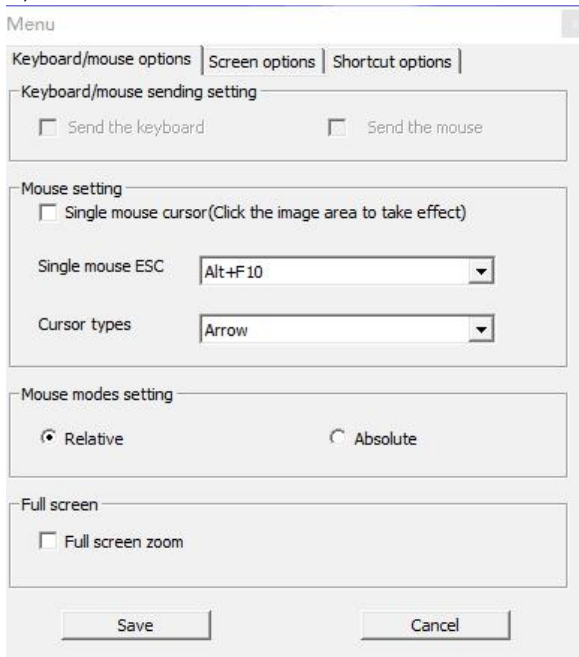 Menu
Keyboard/mouse options Screen options Shortcut options
Keyboard/mouse sending setting
Send the keyboard Send the mouse
Mouse setting
Single mouse cursor(Click the image area to take effect)
Single mouse ESC Alt+F10
Cursor types Arrow
Mouse modes setting
Relative Absolute
Full screen
Full screen zoom
Save Cancel